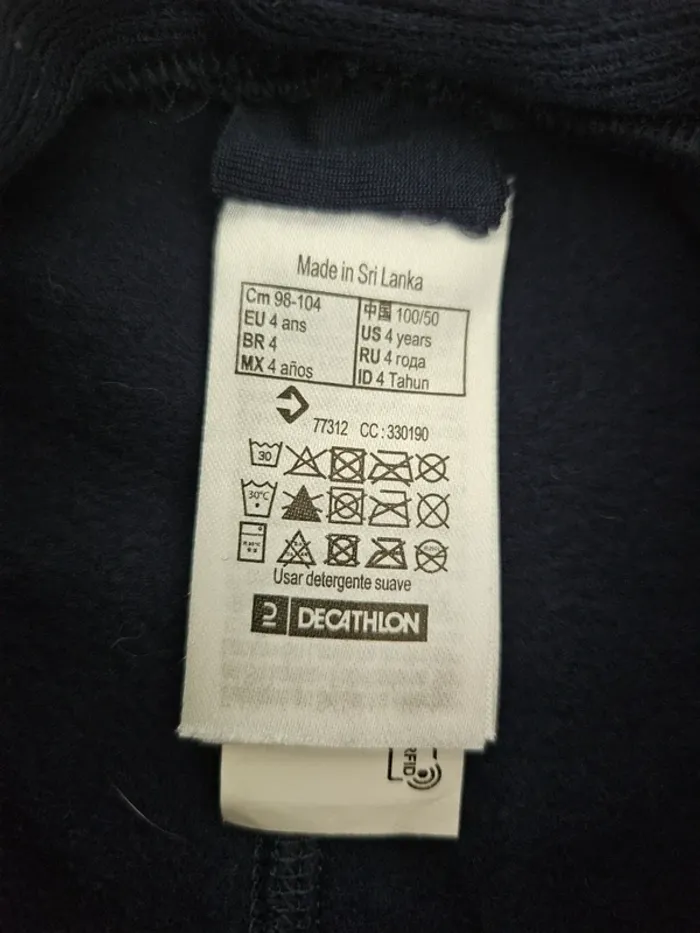 Made in Sri Lanka
Cm 98-104
EU 4 ans
BR 4
MX 4 años
中国 100/50
US 4 years
RU 4 года
ID 4 Tahun
77312 CC : 330190
30
30°C
Usar detergente suave
DECATHLON
RFID